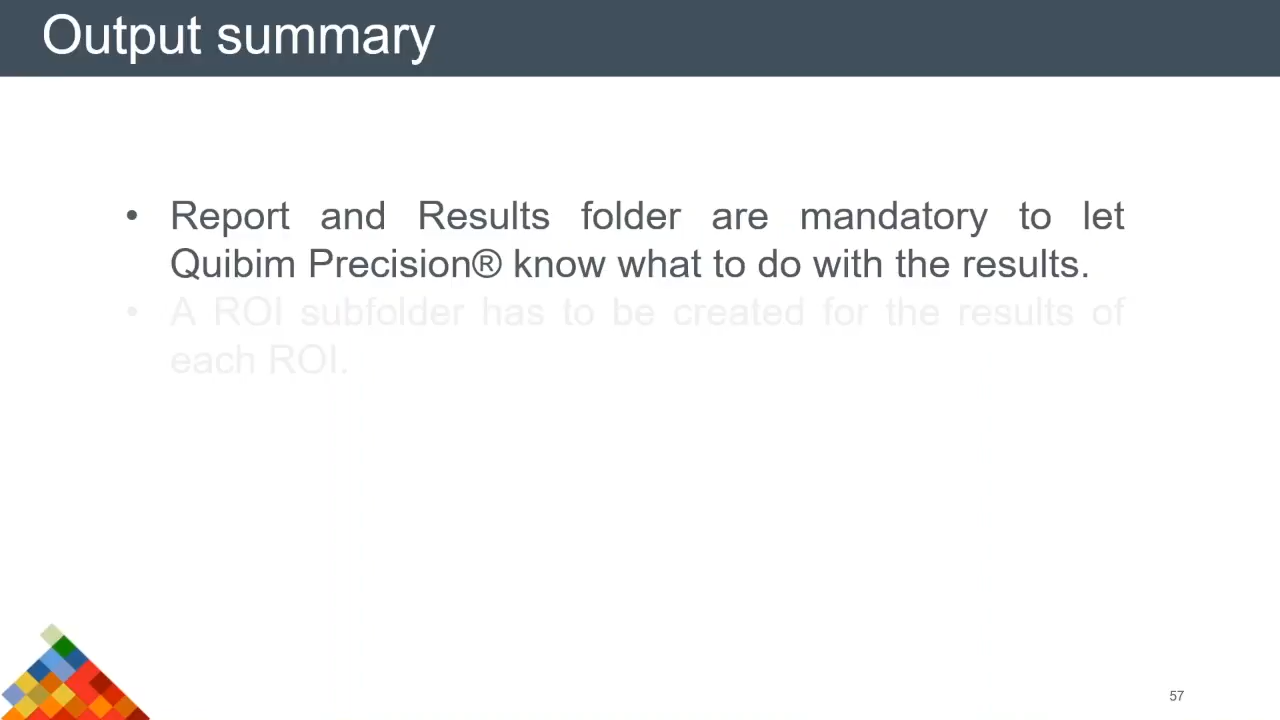 Output summary
• Report and Results folder are mandatory to let
Quibim Precision® know what to do with the results.
• A ROI subfolder has to be created for the results of
each ROI.
57